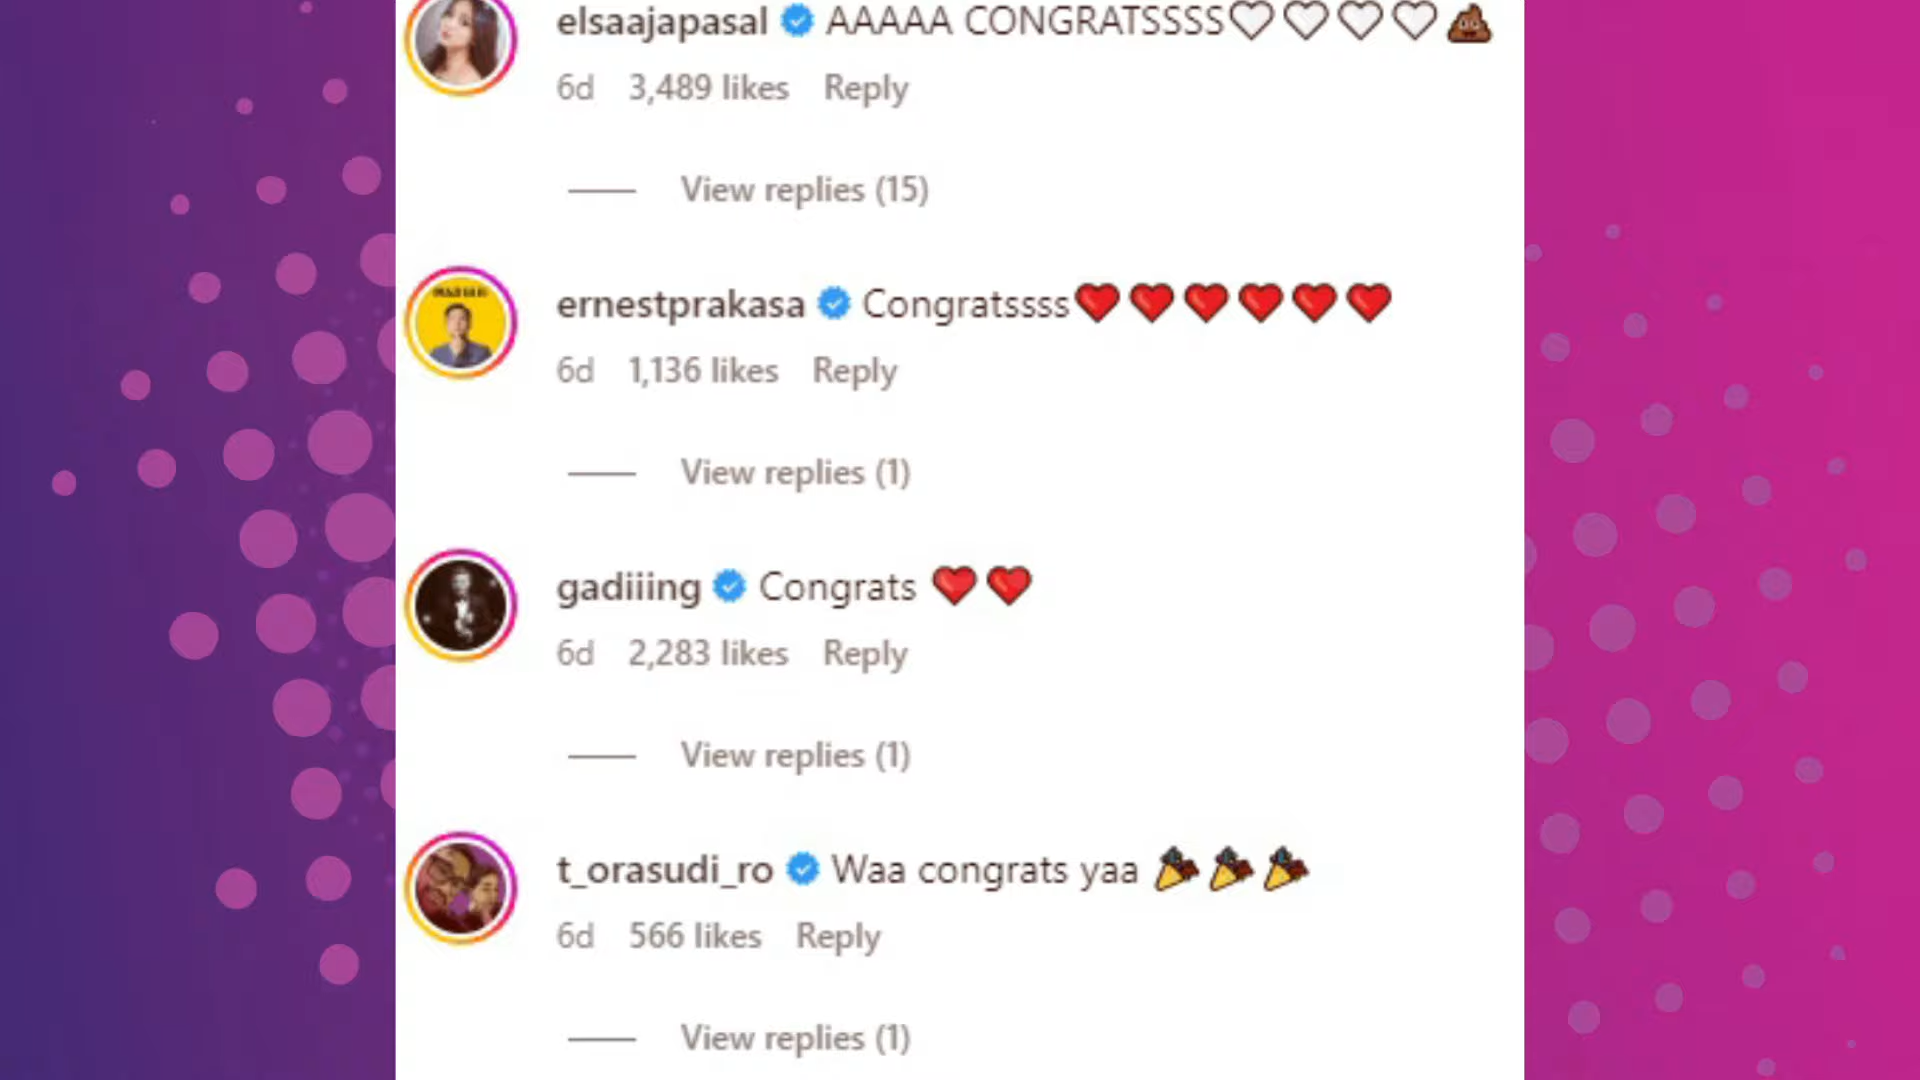 elsaajapasal AAAAA CONGRATSSSS🤍🤍🤍🤍💩
6d 3,489 likes Reply
View replies (15)
ernestprakasa Congratssss❤️❤️❤️❤️❤️❤️
6d 1,136 likes Reply
View replies (1)
gadiiing Congrats ❤️❤️
6d 2,283 likes Reply
View replies (1)
t_orasudi_ro Waa congrats yaa 🎉🎉🎉
6d 566 likes Reply
View replies (1)